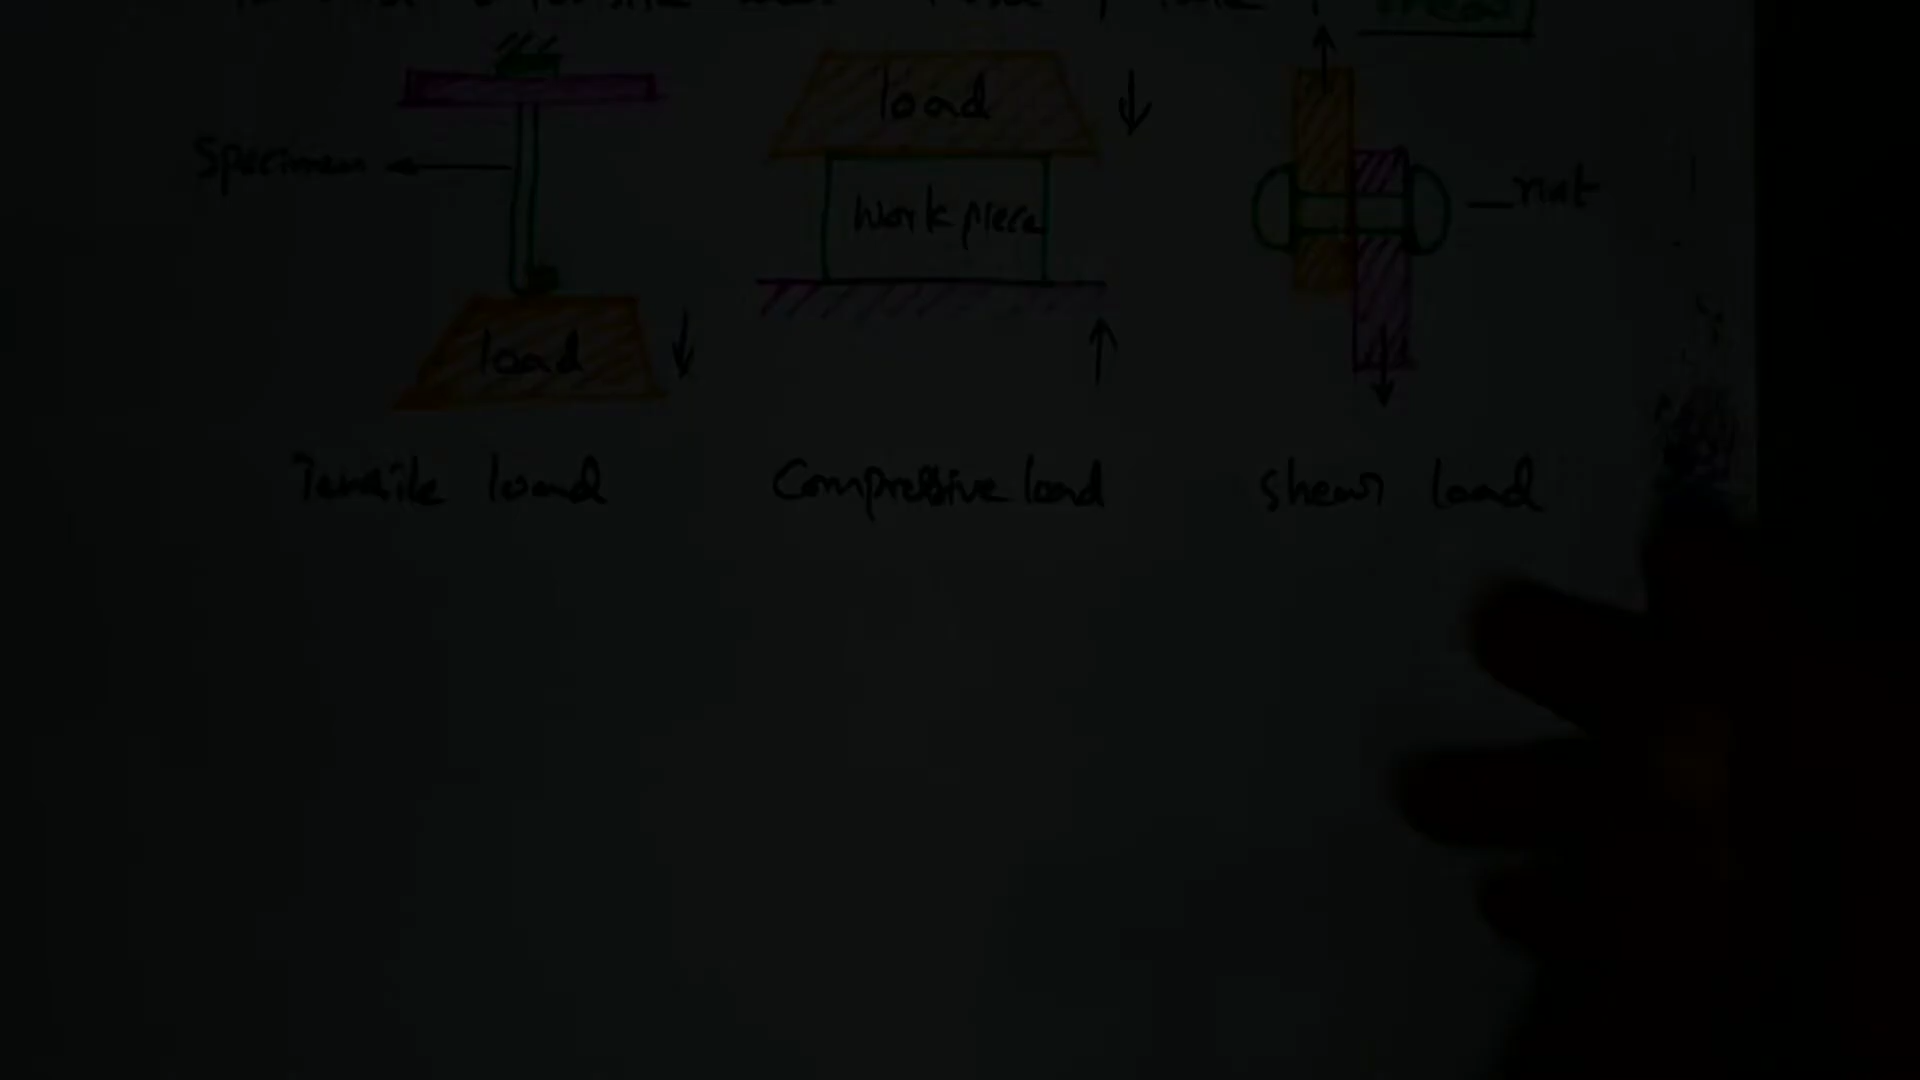 load
Specimen
Work piece
nut
load
Tensile load
Compressive load
shear load